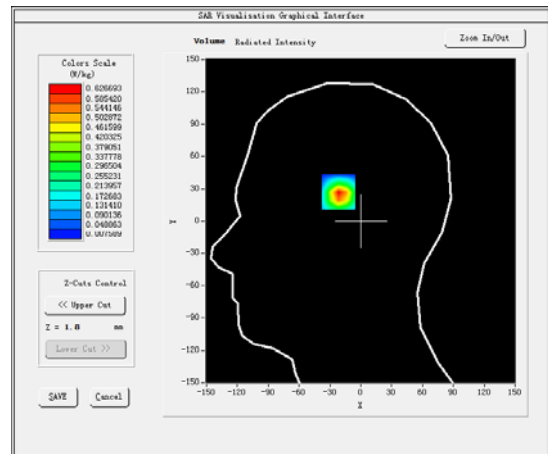 SAR Visualisation Graphical Interface
Volume Radiated Intensity
Zoom In/Out
Colors Scale
(W/kg)
0.626693
0.585420
0.544146
0.502872
0.461599
0.420325
0.379051
0.337778
0.296504
0.255231
0.213957
0.172683
0.131410
0.090136
0.048863
0.007589
Z-Cuts Control
<< Upper Cut
Z = 1.0 mm
Lower Cut >>
SAVE Cancel
150
120
90
60
30
0
-30
-60
-90
-120
-150
Y
-150 -120 -90 -60 -30 0 30 60 90 120 150
X